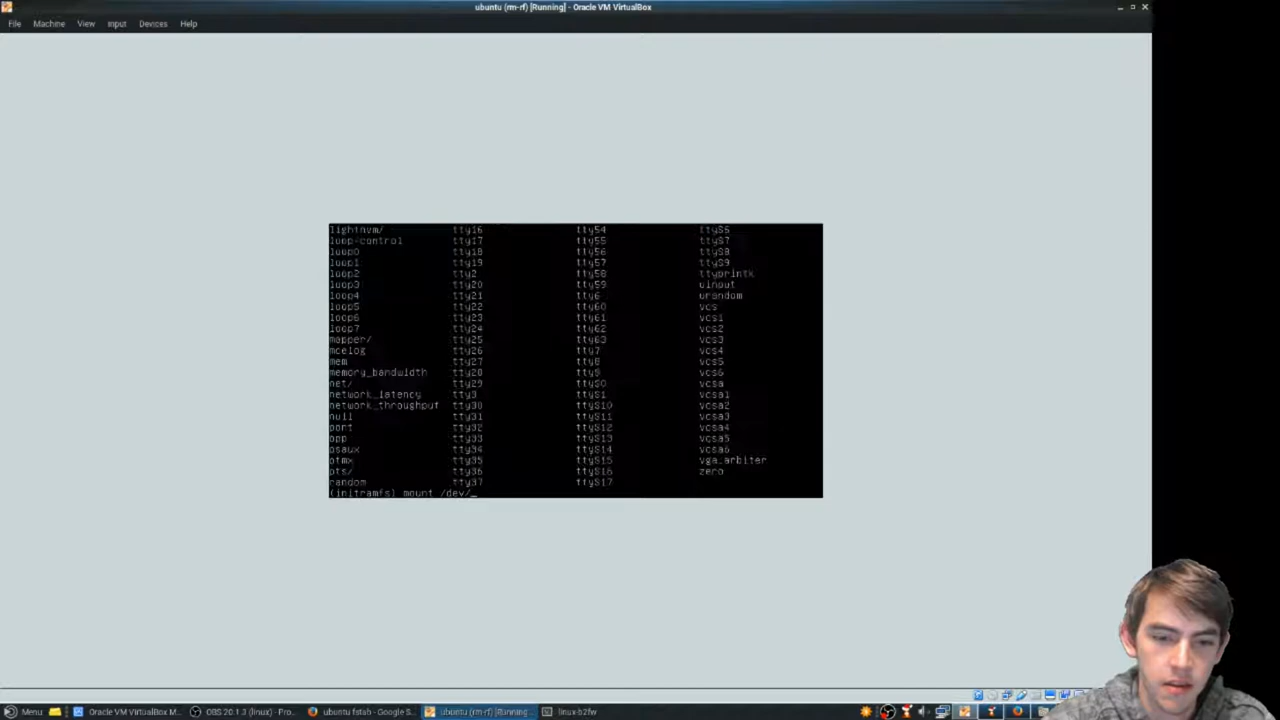 ubuntu (rm-rf) [Running] - Oracle VM VirtualBox
File Machine View Input Devices Help
lightnvm/ tty16 tty54 ttyS5
loop-control tty17 tty55 ttyS7
loop0 tty18 tty56 ttyS8
loop1 tty19 tty57 ttyS9
loop2 tty2 tty58 ttyprintk
loop3 tty20 tty59 uinput
loop4 tty21 tty6 urandom
loop5 tty22 tty60 vcs
loop6 tty23 tty61 vcs1
loop7 tty24 tty62 vcs2
mapper/ tty25 tty63 vcs3
mcelog tty26 tty7 vcs4
mem tty27 tty8 vcs5
memory_bandwidth tty28 tty9 vcs6
net/ tty29 ttyS0 vcsa
network_latency tty3 ttyS1 vcsa1
network_throughput tty30 ttyS10 vcsa2
null tty31 ttyS11 vcsa3
port tty32 ttyS12 vcsa4
ppp tty33 ttyS13 vcsa5
psaux tty34 ttyS14 vcsa6
ptmx tty35 ttyS15 vga_arbiter
pts/ tty36 ttyS16 zero
random tty37 ttyS17
(initramfs) mount /dev/_
Menu Oracle VM VirtualBox M... OBS 20.1.3 (linux) - Pro... ubuntu fstab - Google S... ubuntu (rm-rf) [Running... linux-b2fw